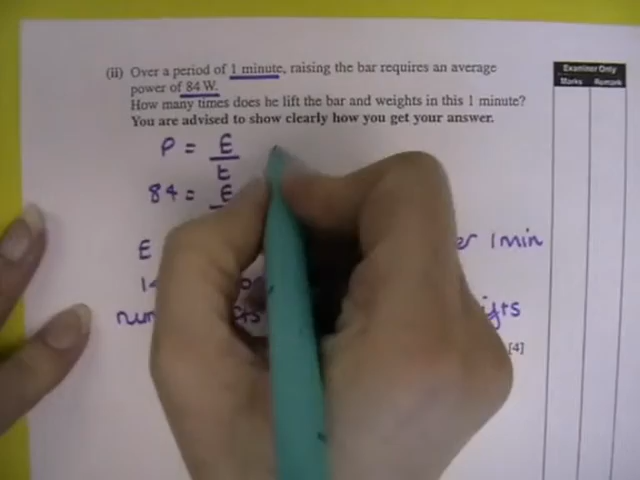 (ii) Over a period of 1 minute, raising the bar requires an average
power of 84 W.
How many times does he lift the bar and weights in this 1 minute?
You are advised to show clearly how you get your answer.
Examiner Only
Marks Remark
P = E
t
84 = E
E
1 min
[4]